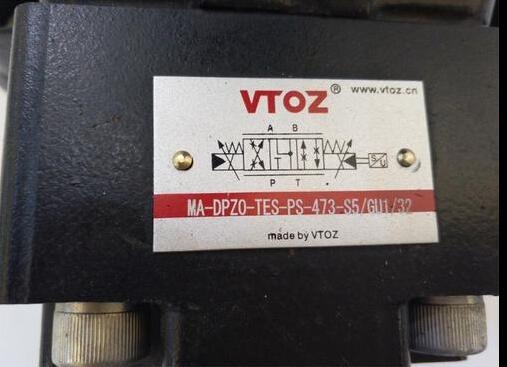 VTOZ® www.vtoz.cn
A B
T
S/
P T
MA-DPZO-TES-PS-473-S5/GU1/32
made by VTOZ